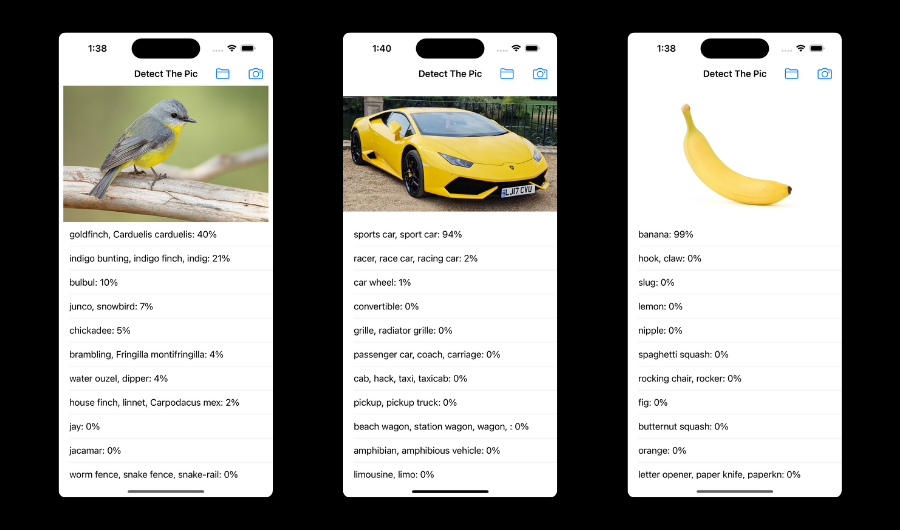 1:38
Detect The Pic
goldfinch, Carduelis carduelis: 40%
indigo bunting, indigo finch, indig: 21%
bulbul: 10%
junco, snowbird: 7%
chickadee: 5%
brambling, Fringilla montifringilla: 4%
water ouzel, dipper: 4%
house finch, linnet, Carpodacus mex: 2%
jay: 0%
jacamar: 0%
worm fence, snake fence, snake-rail: 0%
1:40
Detect The Pic
LJ17 CVU
sports car, sport car: 94%
racer, race car, racing car: 2%
car wheel: 1%
convertible: 0%
grille, radiator grille: 0%
passenger car, coach, carriage: 0%
cab, hack, taxi, taxicab: 0%
pickup, pickup truck: 0%
beach wagon, station wagon, wagon, : 0%
amphibian, amphibious vehicle: 0%
limousine, limo: 0%
1:38
Detect The Pic
banana: 99%
hook, claw: 0%
slug: 0%
lemon: 0%
nipple: 0%
spaghetti squash: 0%
rocking chair, rocker: 0%
fig: 0%
butternut squash: 0%
orange: 0%
letter opener, paper knife, paperkn: 0%